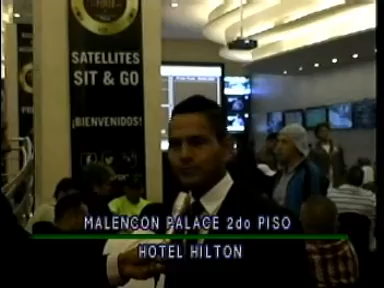 SATELLITES
SIT & GO
¡BIENVENIDOS!
MALENCON PALACE 2do PISO
HOTEL HILTON